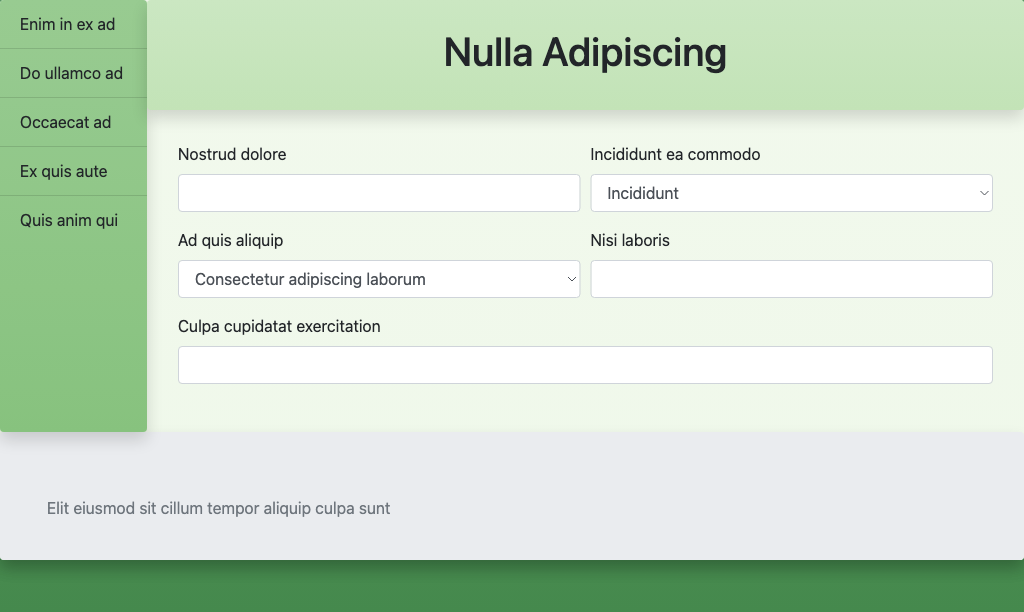 Enim in ex ad
Do ullamco ad
Occaecat ad
Ex quis aute
Quis anim qui
Nulla Adipiscing
Nostrud dolore
Incididunt ea commodo
Incididunt
Ad quis aliquip
Nisi laboris
Consectetur adipiscing laborum
Culpa cupidatat exercitation
Elit eiusmod sit cillum tempor aliquip culpa sunt